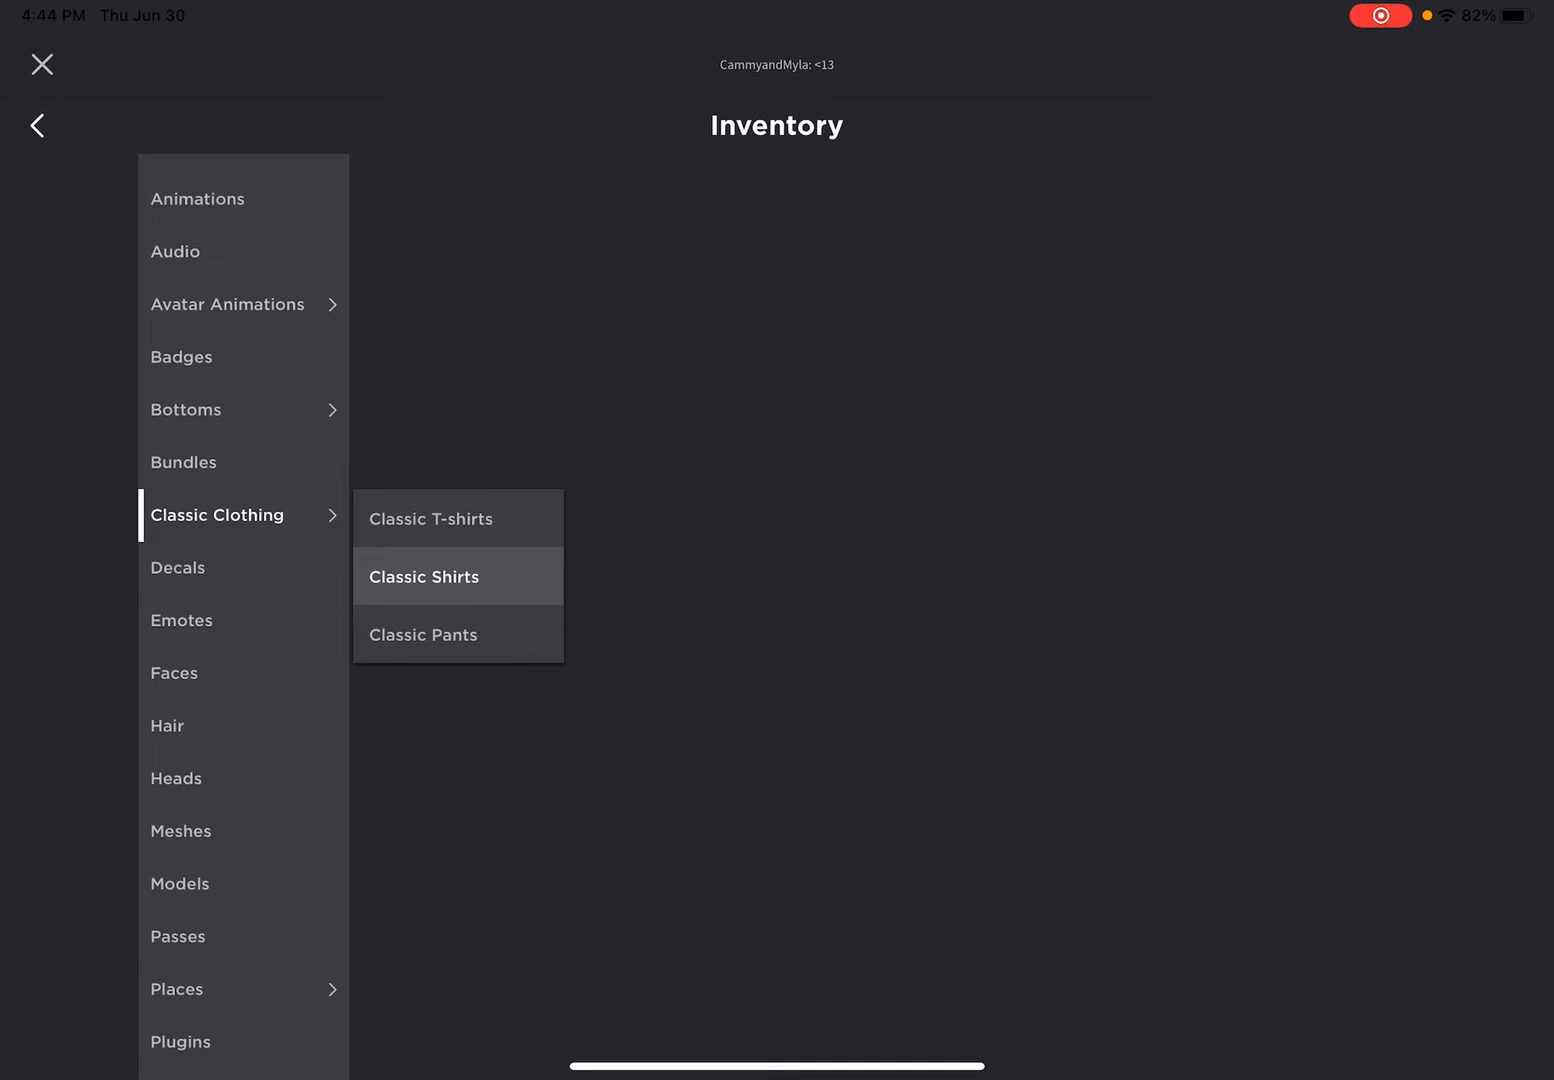 4:44 PM Thu Jun 30
82%
CammyandMyla: <13
Inventory
Animations
Audio
Avatar Animations
Badges
Bottoms
Bundles
Classic Clothing
Classic T-shirts
Classic Shirts
Classic Pants
Decals
Emotes
Faces
Hair
Heads
Meshes
Models
Passes
Places
Plugins